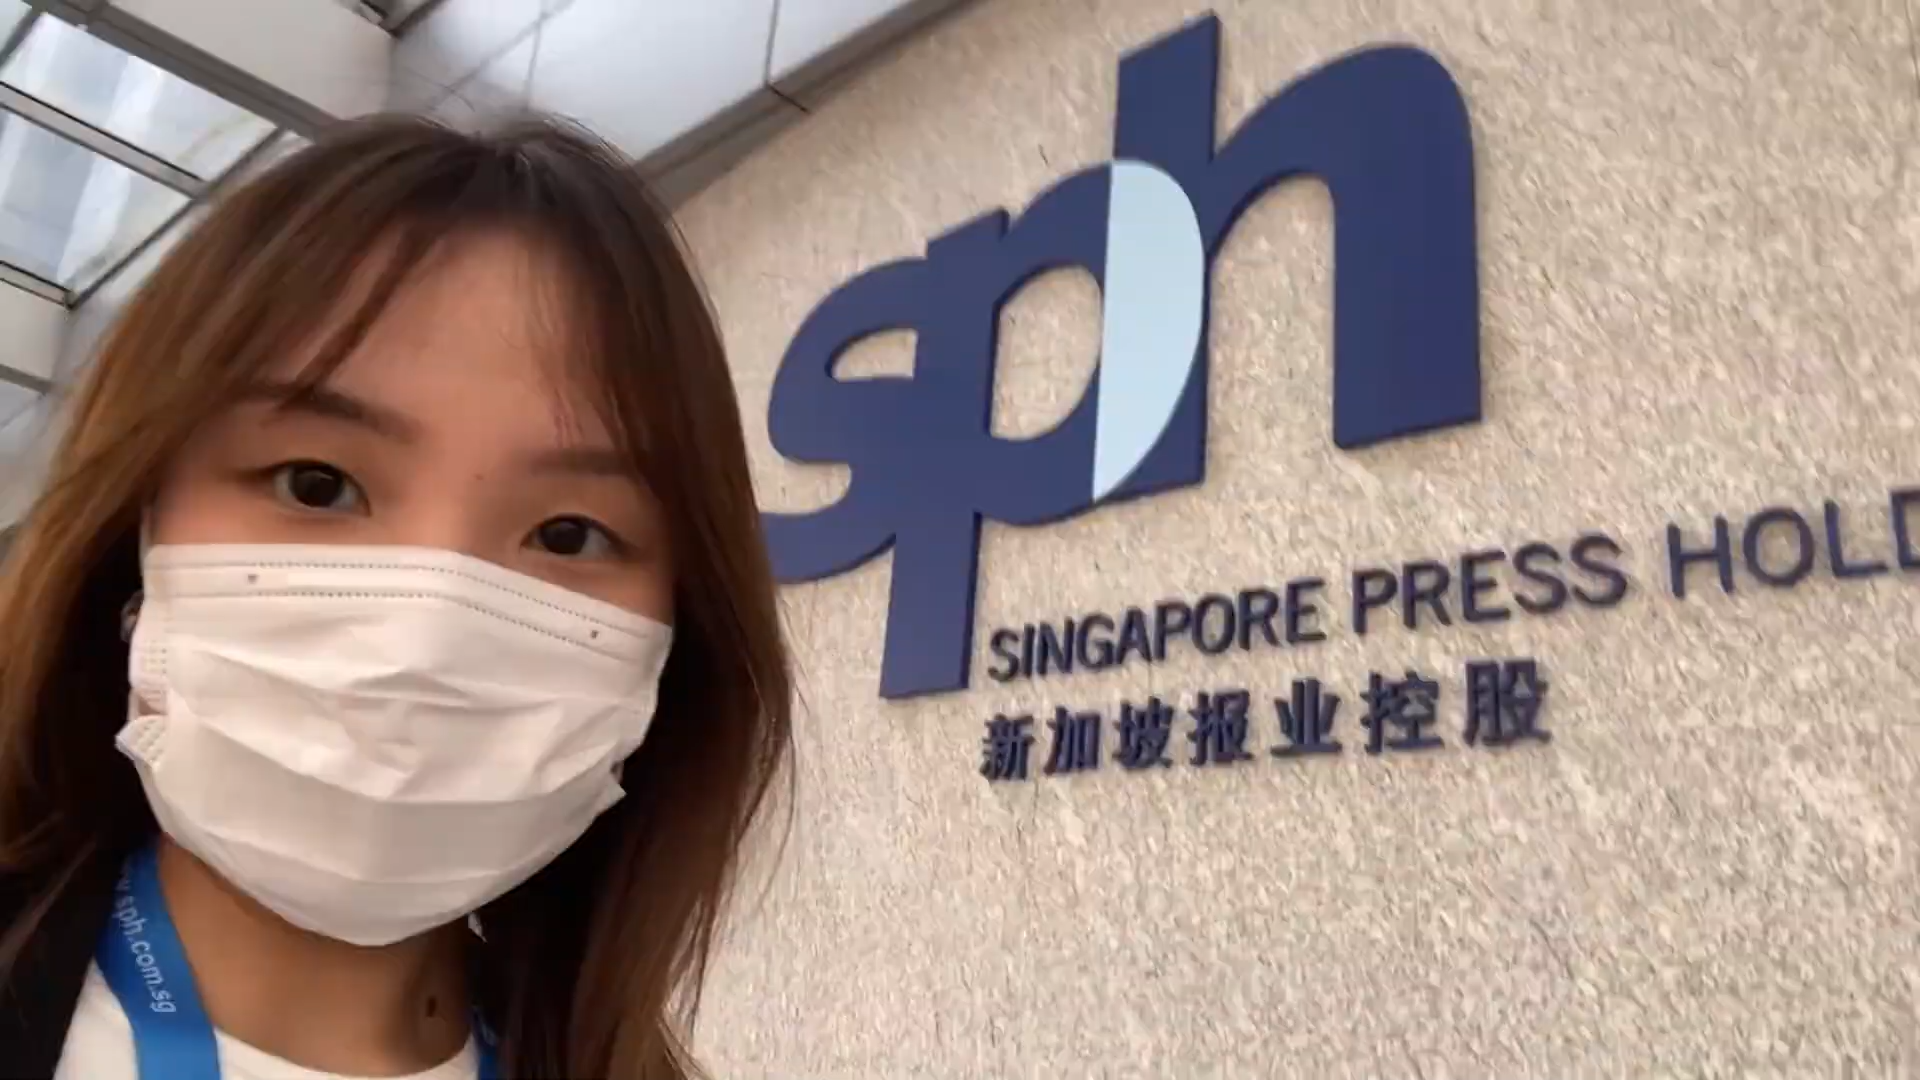 sph
SINGAPORE PRESS HOLD
新加坡报业控股
.sph.com.sg